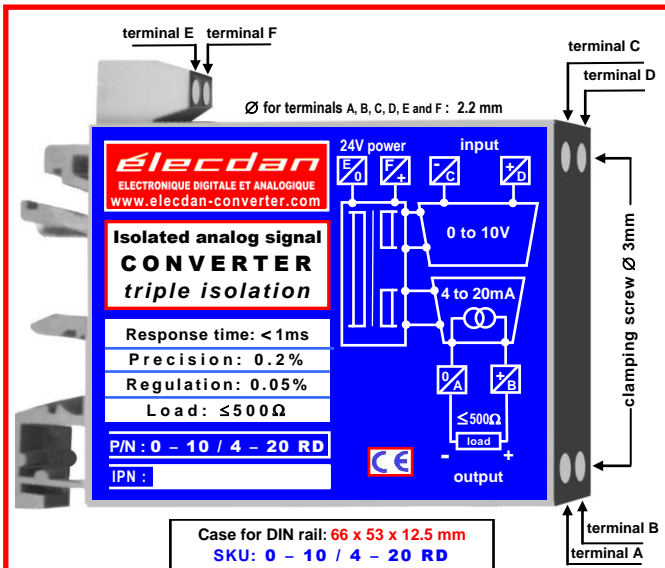 terminal E
terminal F
terminal C
terminal D
Ø for terminals A, B, C, D, E and F : 2.2 mm
élecdan
ELECTRONIQUE DIGITALE ET ANALOGIQUE
www.elecdan-converter.com
24V power
input
E 0
F +
- C
+ D
Isolated analog signal
CONVERTER
triple isolation
0 to 10V
4 to 20mA
Response time: <1ms
Precision: 0.2%
Regulation: 0.05%
Load: ≤500Ω
0 A
+ B
≤500Ω
load
- +
output
P/N : 0 – 10 / 4 – 20 RD
IPN :
CE
clamping screw Ø 3mm
terminal B
terminal A
Case for DIN rail: 66 x 53 x 12.5 mm
SKU: 0 – 10 / 4 – 20 RD